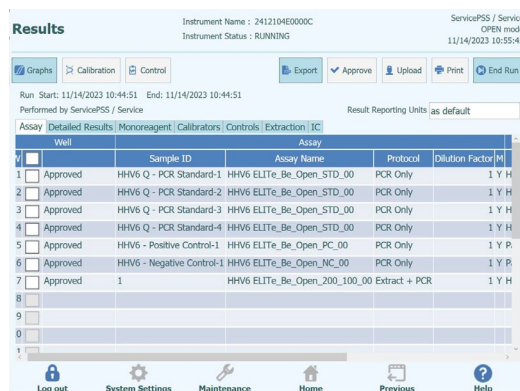 Results
Instrument Name : 2412104E0000C
Instrument Status : RUNNING
ServicePSS / Servic
OPEN mod
11/14/2023 10:55:4
Graphs Calibration Control Export Approve Upload Print End Run
Run Start: 11/14/2023 10:44:51 End: 11/14/2023 10:44:51
Performed by ServicePSS / Service
Result Reporting Units as default
Assay Detailed Results Monoreagent Calibrators Controls Extraction IC
Well Assay
Sample ID Assay Name Protocol Dilution Factor M
1 Approved HHV6 Q - PCR Standard-1 HHV6 ELITe_Be_Open_STD_00 PCR Only 1 Y H
2 Approved HHV6 Q - PCR Standard-2 HHV6 ELITe_Be_Open_STD_00 PCR Only 1 Y H
3 Approved HHV6 Q - PCR Standard-3 HHV6 ELITe_Be_Open_STD_00 PCR Only 1 Y H
4 Approved HHV6 Q - PCR Standard-4 HHV6 ELITe_Be_Open_STD_00 PCR Only 1 Y H
5 Approved HHV6 - Positive Control-1 HHV6 ELITe_Be_Open_PC_00 PCR Only 1 Y P
6 Approved HHV6 - Negative Control-1 HHV6 ELITe_Be_Open_NC_00 PCR Only 1 Y P
7 Approved 1 HHV6 ELITe_Be_Open_200_100_00 Extract + PCR 1 Y H
8
9
0
1
Log out System Settings Maintenance Home Previous Help